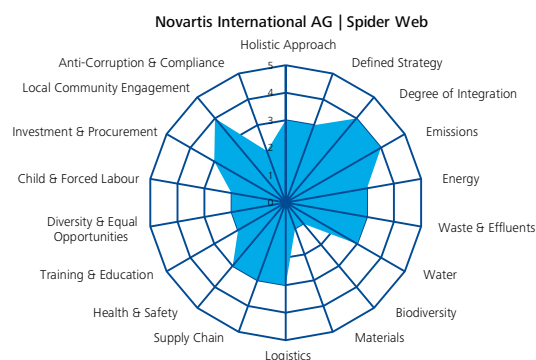 Novartis International AG | Spider Web
Holistic Approach
Anti-Corruption & Compliance
Defined Strategy
Local Community Engagement
Degree of Integration
Investment & Procurement
Emissions
Child & Forced Labour
Energy
Diversity & Equal
Opportunities
Waste & Effluents
Training & Education
Water
Health & Safety
Biodiversity
Supply Chain
Materials
Logistics
5
4
3
2
1
0